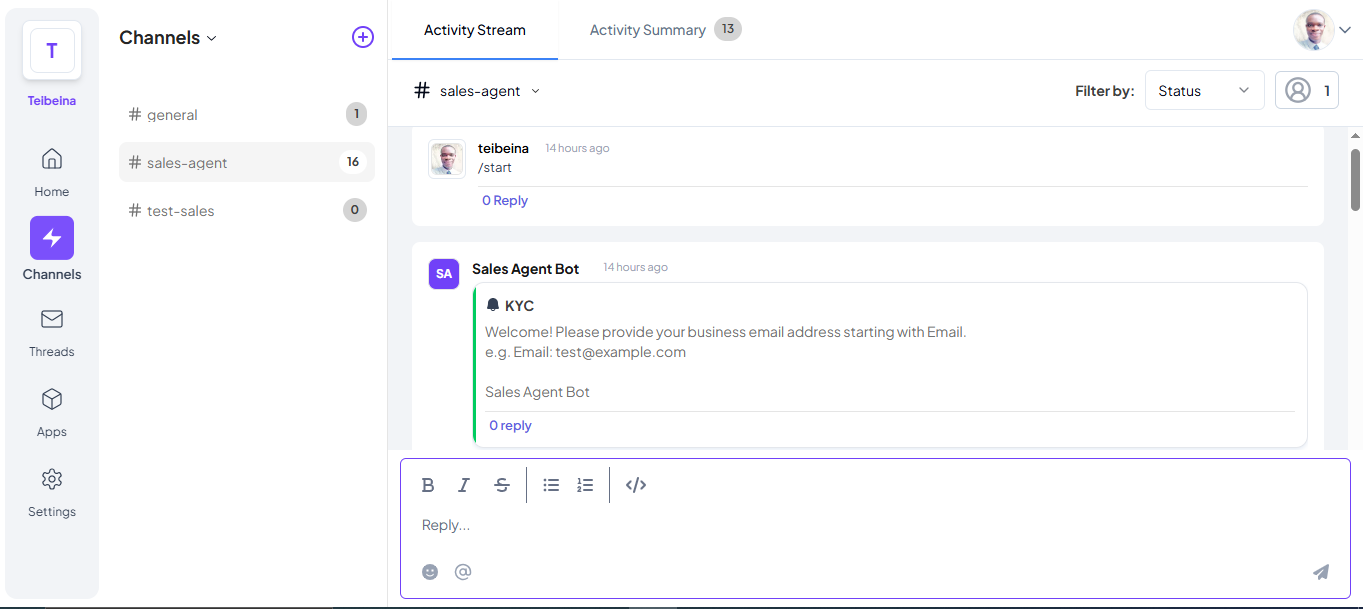 T
Teibeina
Home
Channels
Threads
Apps
Settings
Channels
# general 1
# sales-agent 16
# test-sales 0
Activity Stream
Activity Summary 13
# sales-agent
Filter by: Status 1
teibeina 14 hours ago
/start
0 Reply
SA Sales Agent Bot 14 hours ago
KYC
Welcome! Please provide your business email address starting with Email.
e.g. Email: test@example.com
Sales Agent Bot
0 reply
Reply...